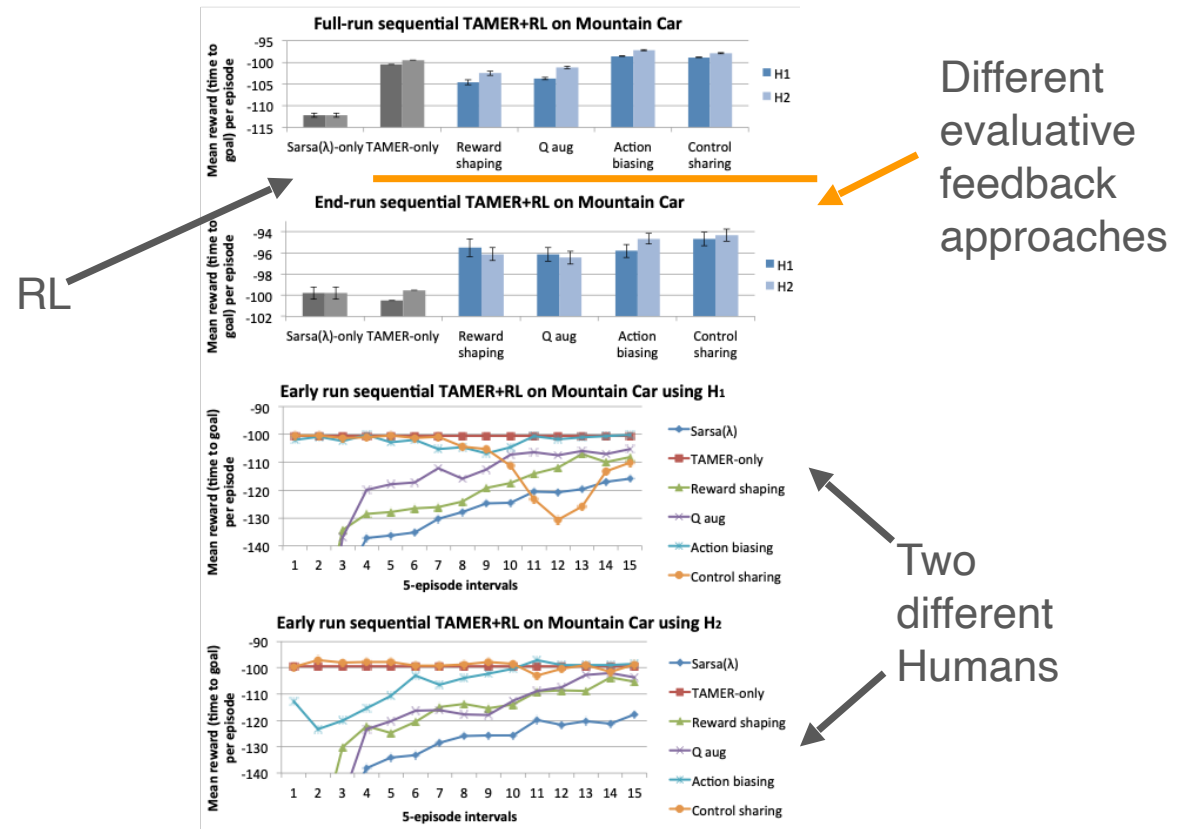 Full-run sequential TAMER+RL on Mountain Car
Mean reward (time to
goal) per episode
-95
-100
-105
-110
-115
Sarsa(λ)-only
TAMER-only
Reward
shaping
Q aug
Action
biasing
Control
sharing
H1
H2
Different
evaluative
feedback
approaches
RL
End-run sequential TAMER+RL on Mountain Car
Mean reward (time to
goal) per episode
-94
-96
-98
-100
-102
Sarsa(λ)-only
TAMER-only
Reward
shaping
Q aug
Action
biasing
Control
sharing
H1
H2
Early run sequential TAMER+RL on Mountain Car using H1
Mean reward (time to goal)
per episode
-90
-100
-110
-120
-130
-140
1 2 3 4 5 6 7 8 9 10 11 12 13 14 15
5-episode intervals
Sarsa(λ)
TAMER-only
Reward shaping
Q aug
Action biasing
Control sharing
Two
different
Humans
Early run sequential TAMER+RL on Mountain Car using H2
Mean reward (time to goal)
per episode
-90
-100
-110
-120
-130
-140
1 2 3 4 5 6 7 8 9 10 11 12 13 14 15
5-episode intervals
Sarsa(λ)
TAMER-only
Reward shaping
Q aug
Action biasing
Control sharing